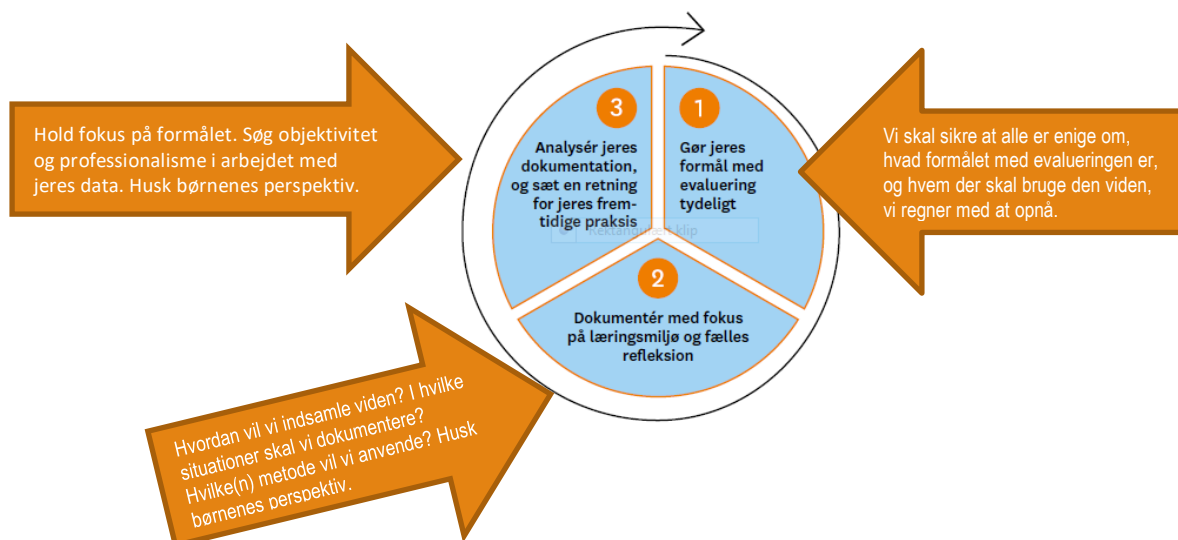 Hold fokus på formålet. Søg objektivitet
og professionalisme i arbejdet med
jeres data. Husk børnenes perspektiv.
3
Analysér jeres
dokumentation,
og sæt en retning
for jeres frem-
tidige praksis
1
Gør jeres
formål med
evaluering
tydeligt
Rektangulært klip
Vi skal sikre at alle er enige om,
hvad formålet med evalueringen er,
og hvem der skal bruge den viden,
vi regner med at opnå.
2
Dokumentér med fokus
på læringsmiljø og fælles
refleksion
Hvordan vil vi indsamle viden? I hvilke
situationer skal vi dokumentere?
Hvilke(n) metode vil vi anvende? Husk
børnenes perspektiv.